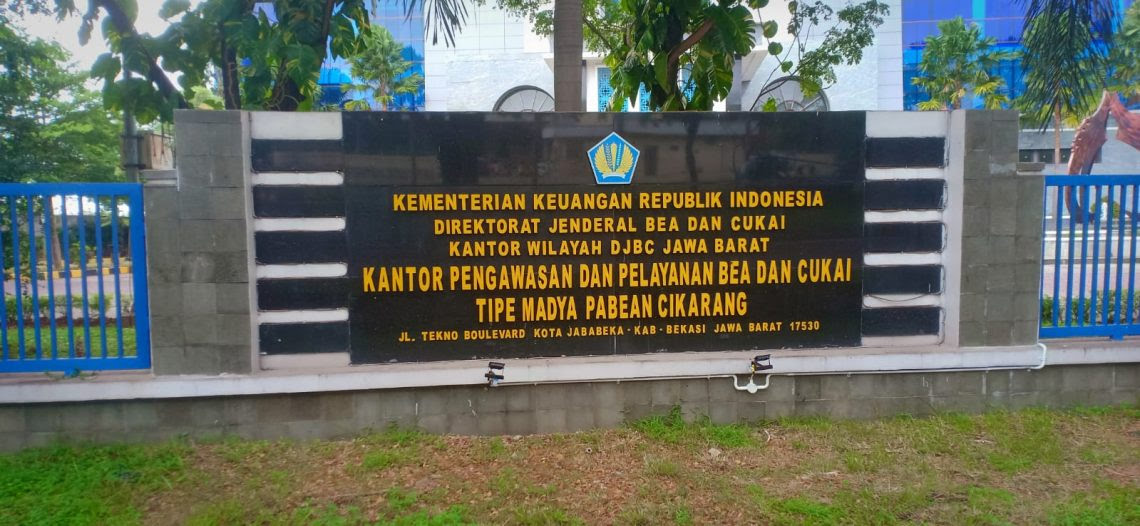 KEMENTERIAN KEUANGAN REPUBLIK INDONESIA
DIREKTORAT JENDERAL BEA DAN CUKAI
KANTOR WILAYAH DJBC JAWA BARAT
KANTOR PENGAWASAN DAN PELAYANAN BEA DAN CUKAI
TIPE MADYA PABEAN CIKARANG
JL. TEKNO BOULEVARD KOTA JABABEKA - KAB - BEKASI JAWA BARAT 17530